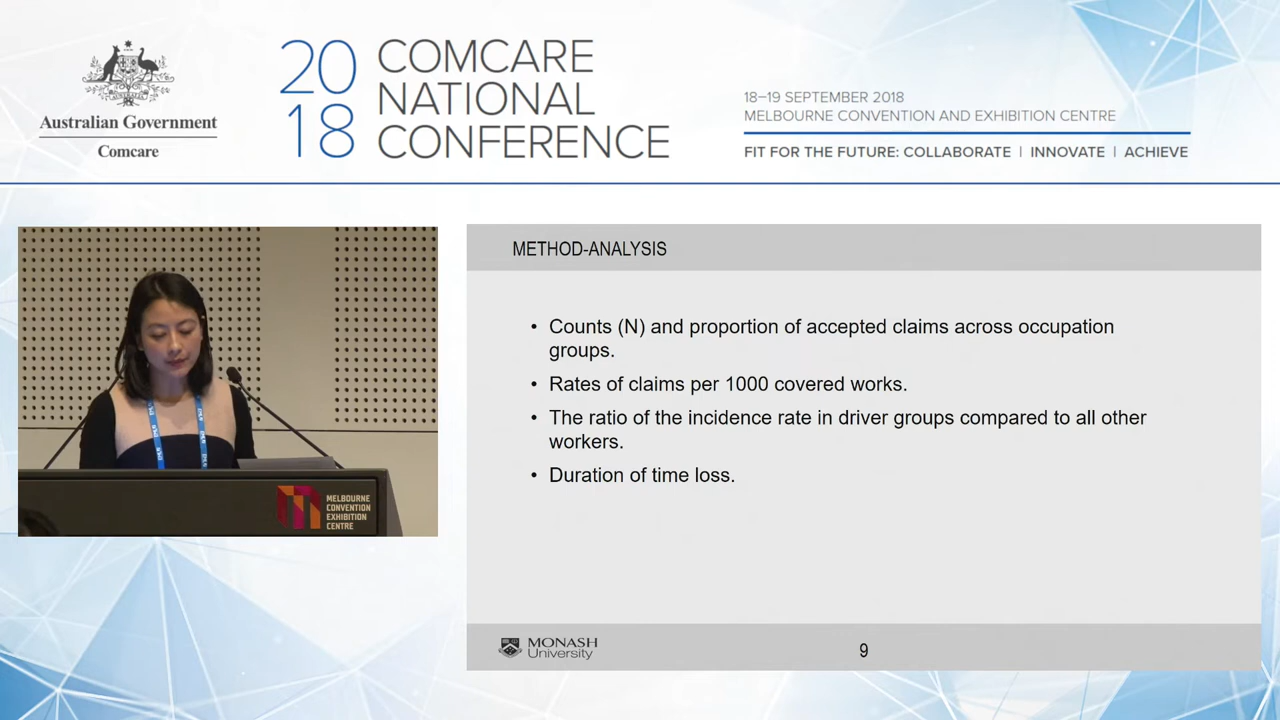 Australian Government
Comcare
2018
COMCARE
NATIONAL
CONFERENCE
18–19 SEPTEMBER 2018
MELBOURNE CONVENTION AND EXHIBITION CENTRE
FIT FOR THE FUTURE: COLLABORATE | INNOVATE | ACHIEVE
MELBOURNE
CONVENTION
EXHIBITION
CENTRE
METHOD-ANALYSIS
• Counts (N) and proportion of accepted claims across occupation
groups.
• Rates of claims per 1000 covered works.
• The ratio of the incidence rate in driver groups compared to all other
workers.
• Duration of time loss.
MONASH
University
9